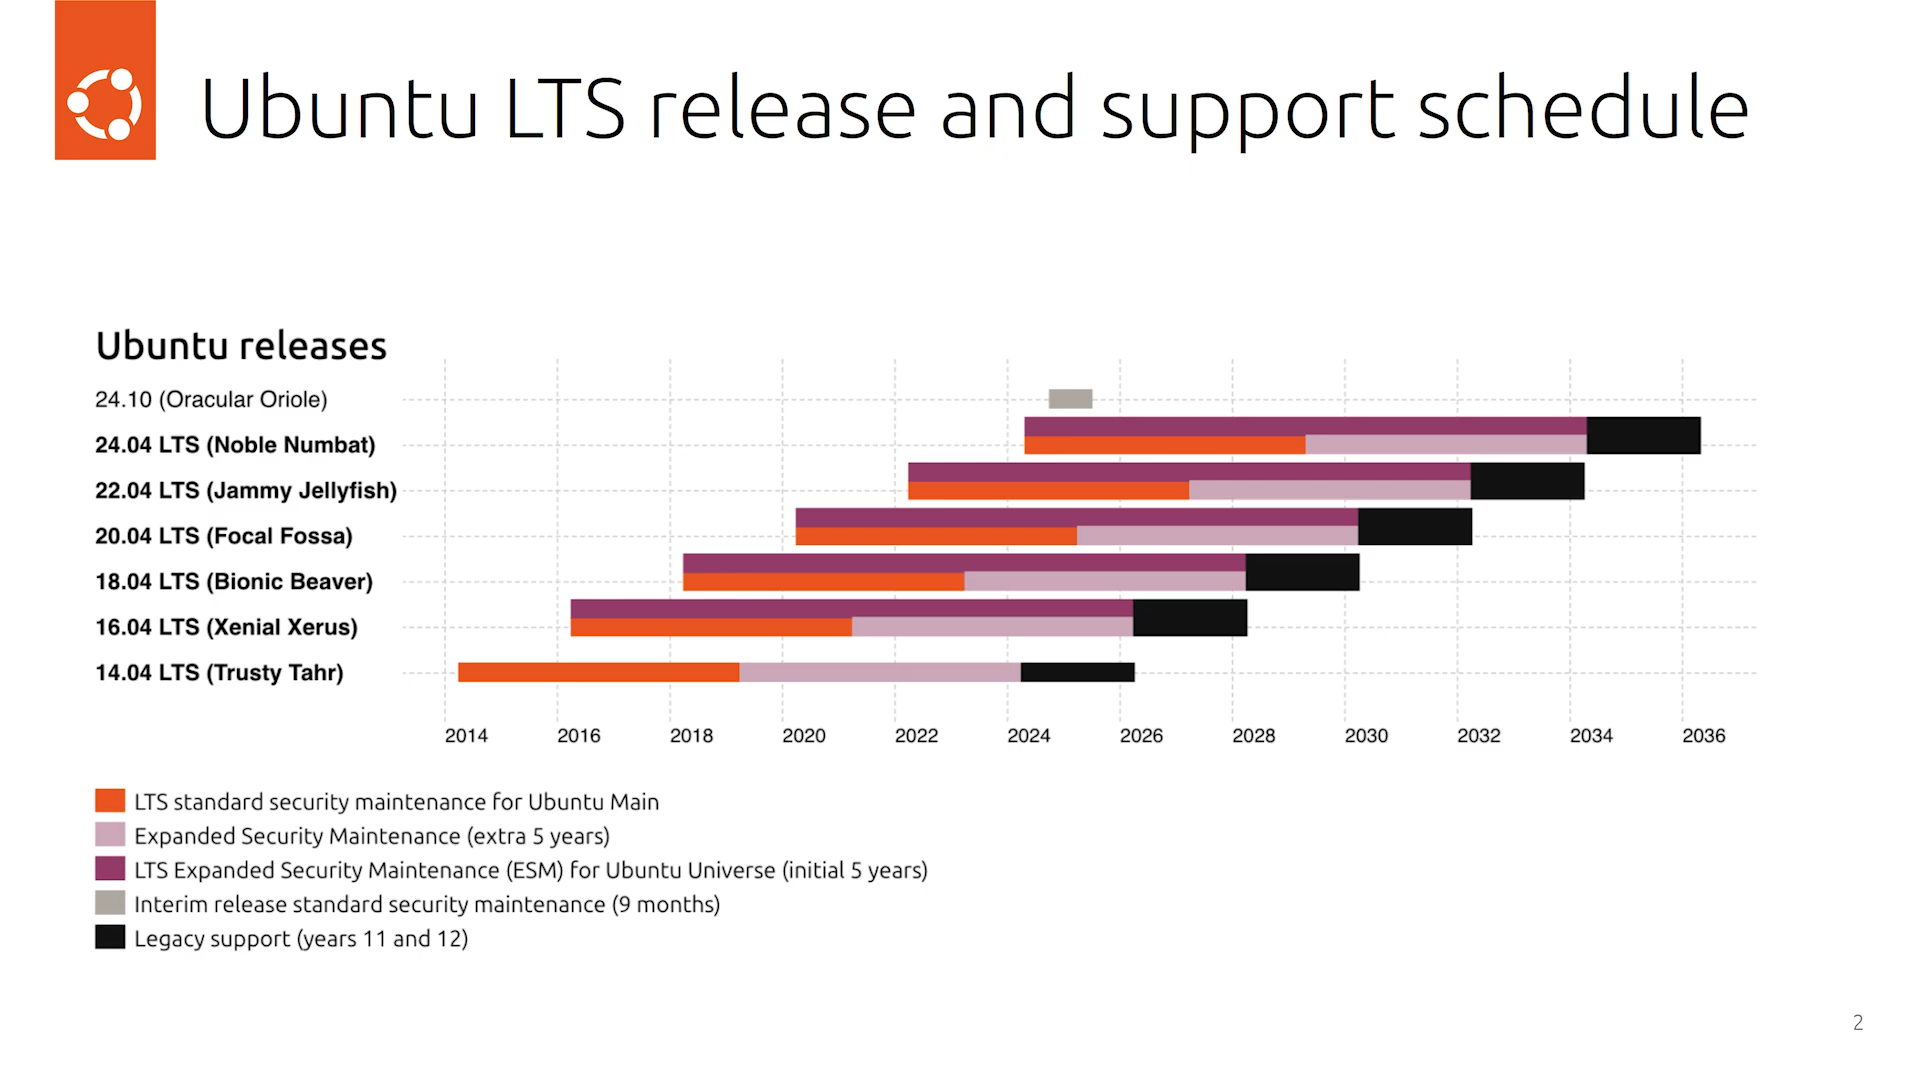 Ubuntu LTS release and support schedule
Ubuntu releases
24.10 (Oracular Oriole)
24.04 LTS (Noble Numbat)
22.04 LTS (Jammy Jellyfish)
20.04 LTS (Focal Fossa)
18.04 LTS (Bionic Beaver)
16.04 LTS (Xenial Xerus)
14.04 LTS (Trusty Tahr)
2014 2016 2018 2020 2022 2024 2026 2028 2030 2032 2034 2036
LTS standard security maintenance for Ubuntu Main
Expanded Security Maintenance (extra 5 years)
LTS Expanded Security Maintenance (ESM) for Ubuntu Universe (initial 5 years)
Interim release standard security maintenance (9 months)
Legacy support (years 11 and 12)
2